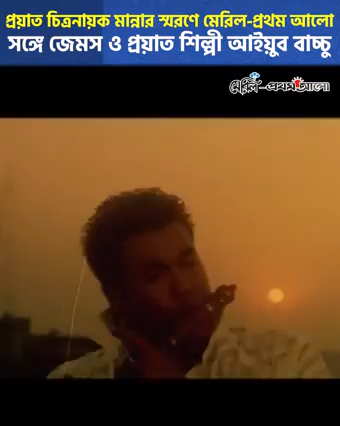 প্রয়াত চিত্রনায়ক মান্নার স্মরণে মেরিল-প্রথম আলো
সঙ্গে জেমস ও প্রয়াত শিল্পী আইয়ুব বাচ্চু
মেরিল-প্রথম আলো